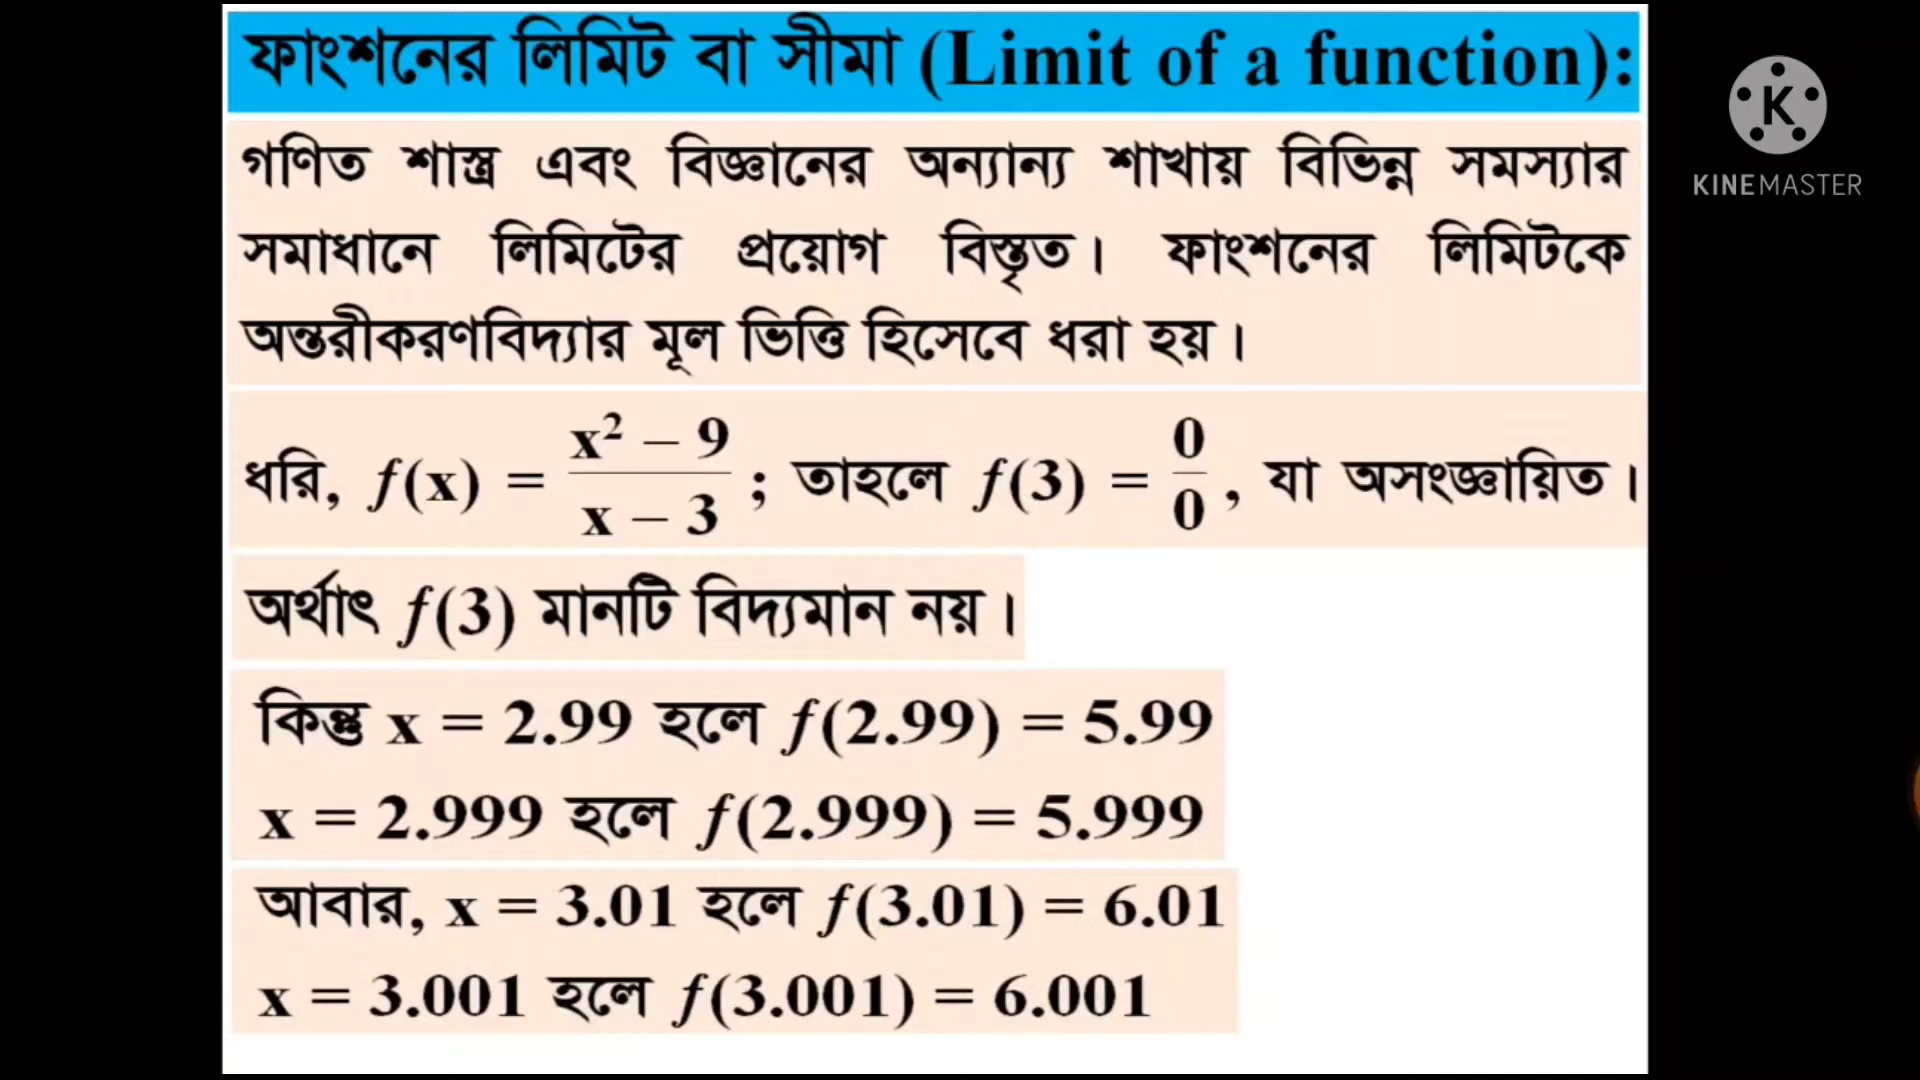 ফাংশনের লিমিট বা সীমা (Limit of a function):
KINEMASTER
গণিত শাস্ত্র এবং বিজ্ঞানের অন্যান্য শাখায় বিভিন্ন সমস্যার
সমাধানে লিমিটের প্রয়োগ বিস্তৃত। ফাংশনের লিমিটকে
অন্তরীকরণবিদ্যার মূল ভিত্তি হিসেবে ধরা হয়।
ধরি, f(x) = (x² – 9)/(x – 3) ; তাহলে f(3) = 0/0, যা অসংজ্ঞায়িত।
অর্থাৎ f(3) মানটি বিদ্যমান নয়।
কিন্তু x = 2.99 হলে f(2.99) = 5.99
x = 2.999 হলে f(2.999) = 5.999
আবার, x = 3.01 হলে f(3.01) = 6.01
x = 3.001 হলে f(3.001) = 6.001